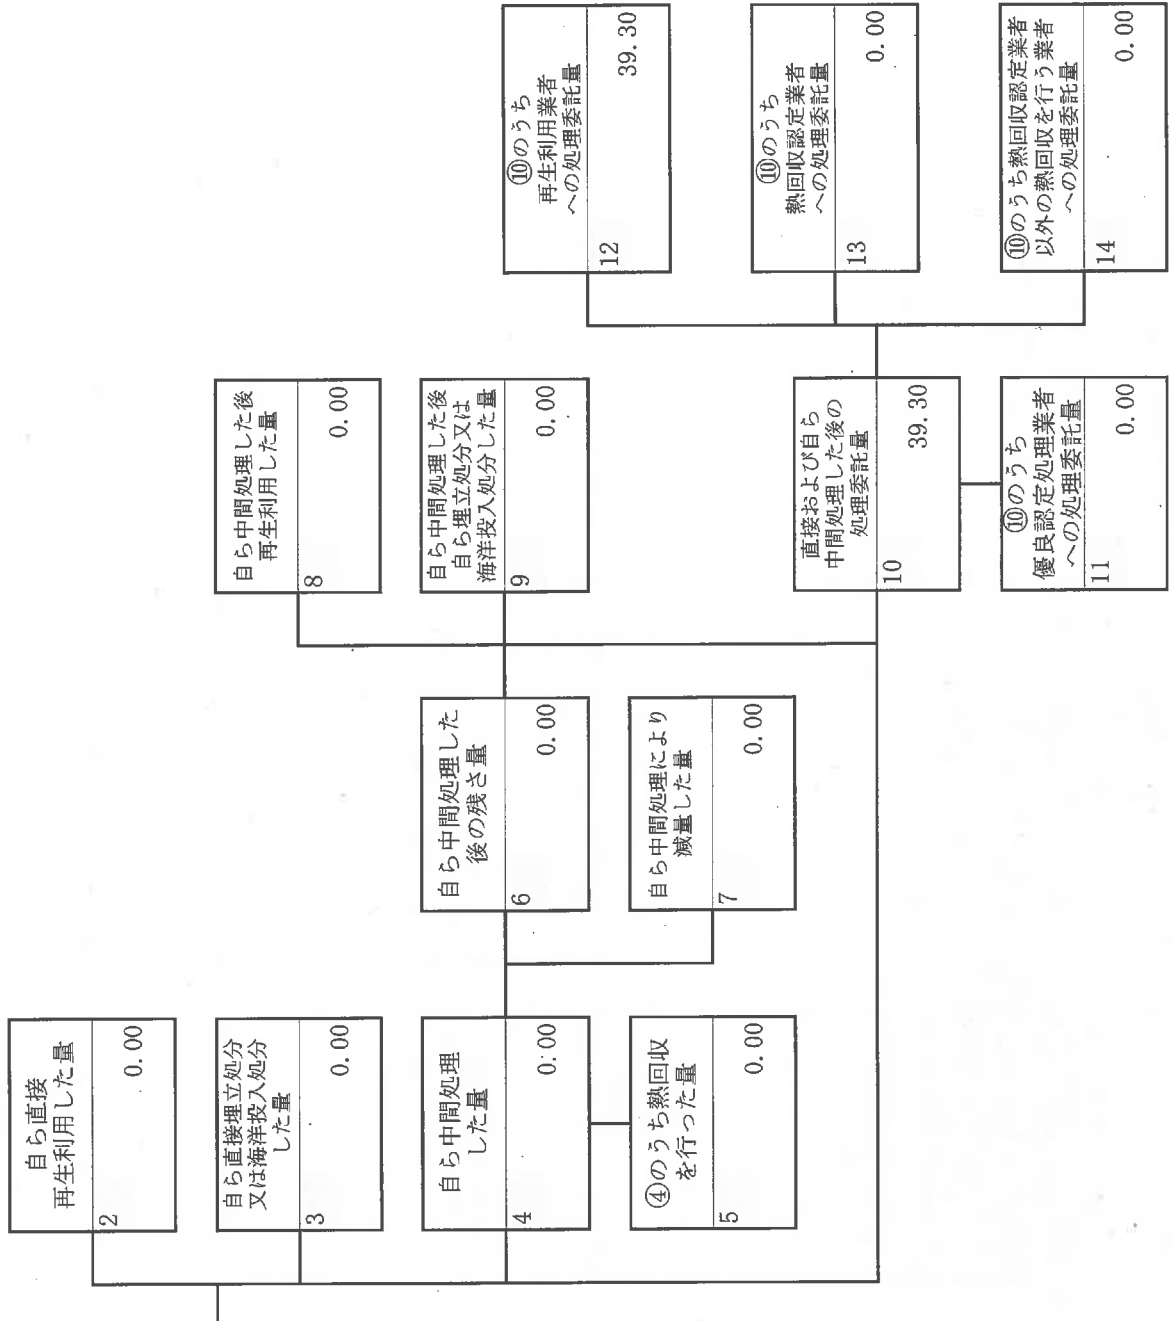 自ら直接
再生利用した量
2
0.00
自ら直接埋立処分
又は海洋投入処分
した量
3
0.00
自ら中間処理
した量
4
0.00
④のうち熱回収
を行った量
5
0.00
自ら中間処理した
後の残さ量
6
0.00
自ら中間処理により
減量した量
7
0.00
自ら中間処理した後
再生利用した量
8
0.00
自ら中間処理した後
自ら埋立処分又は
海洋投入処分した量
9
0.00
直接および自ら
中間処理した後の
処理委託量
10
39.30
⑩のうち
優良認定処理業者
への処理委託量
11
0.00
⑩のうち
再生利用業者
への処理委託量
12
39.30
⑩のうち
熱回収認定業者
への処理委託量
13
0.00
⑩のうち熱回収認定業者
以外の熱回収を行う業者
への処理委託量
14
0.00